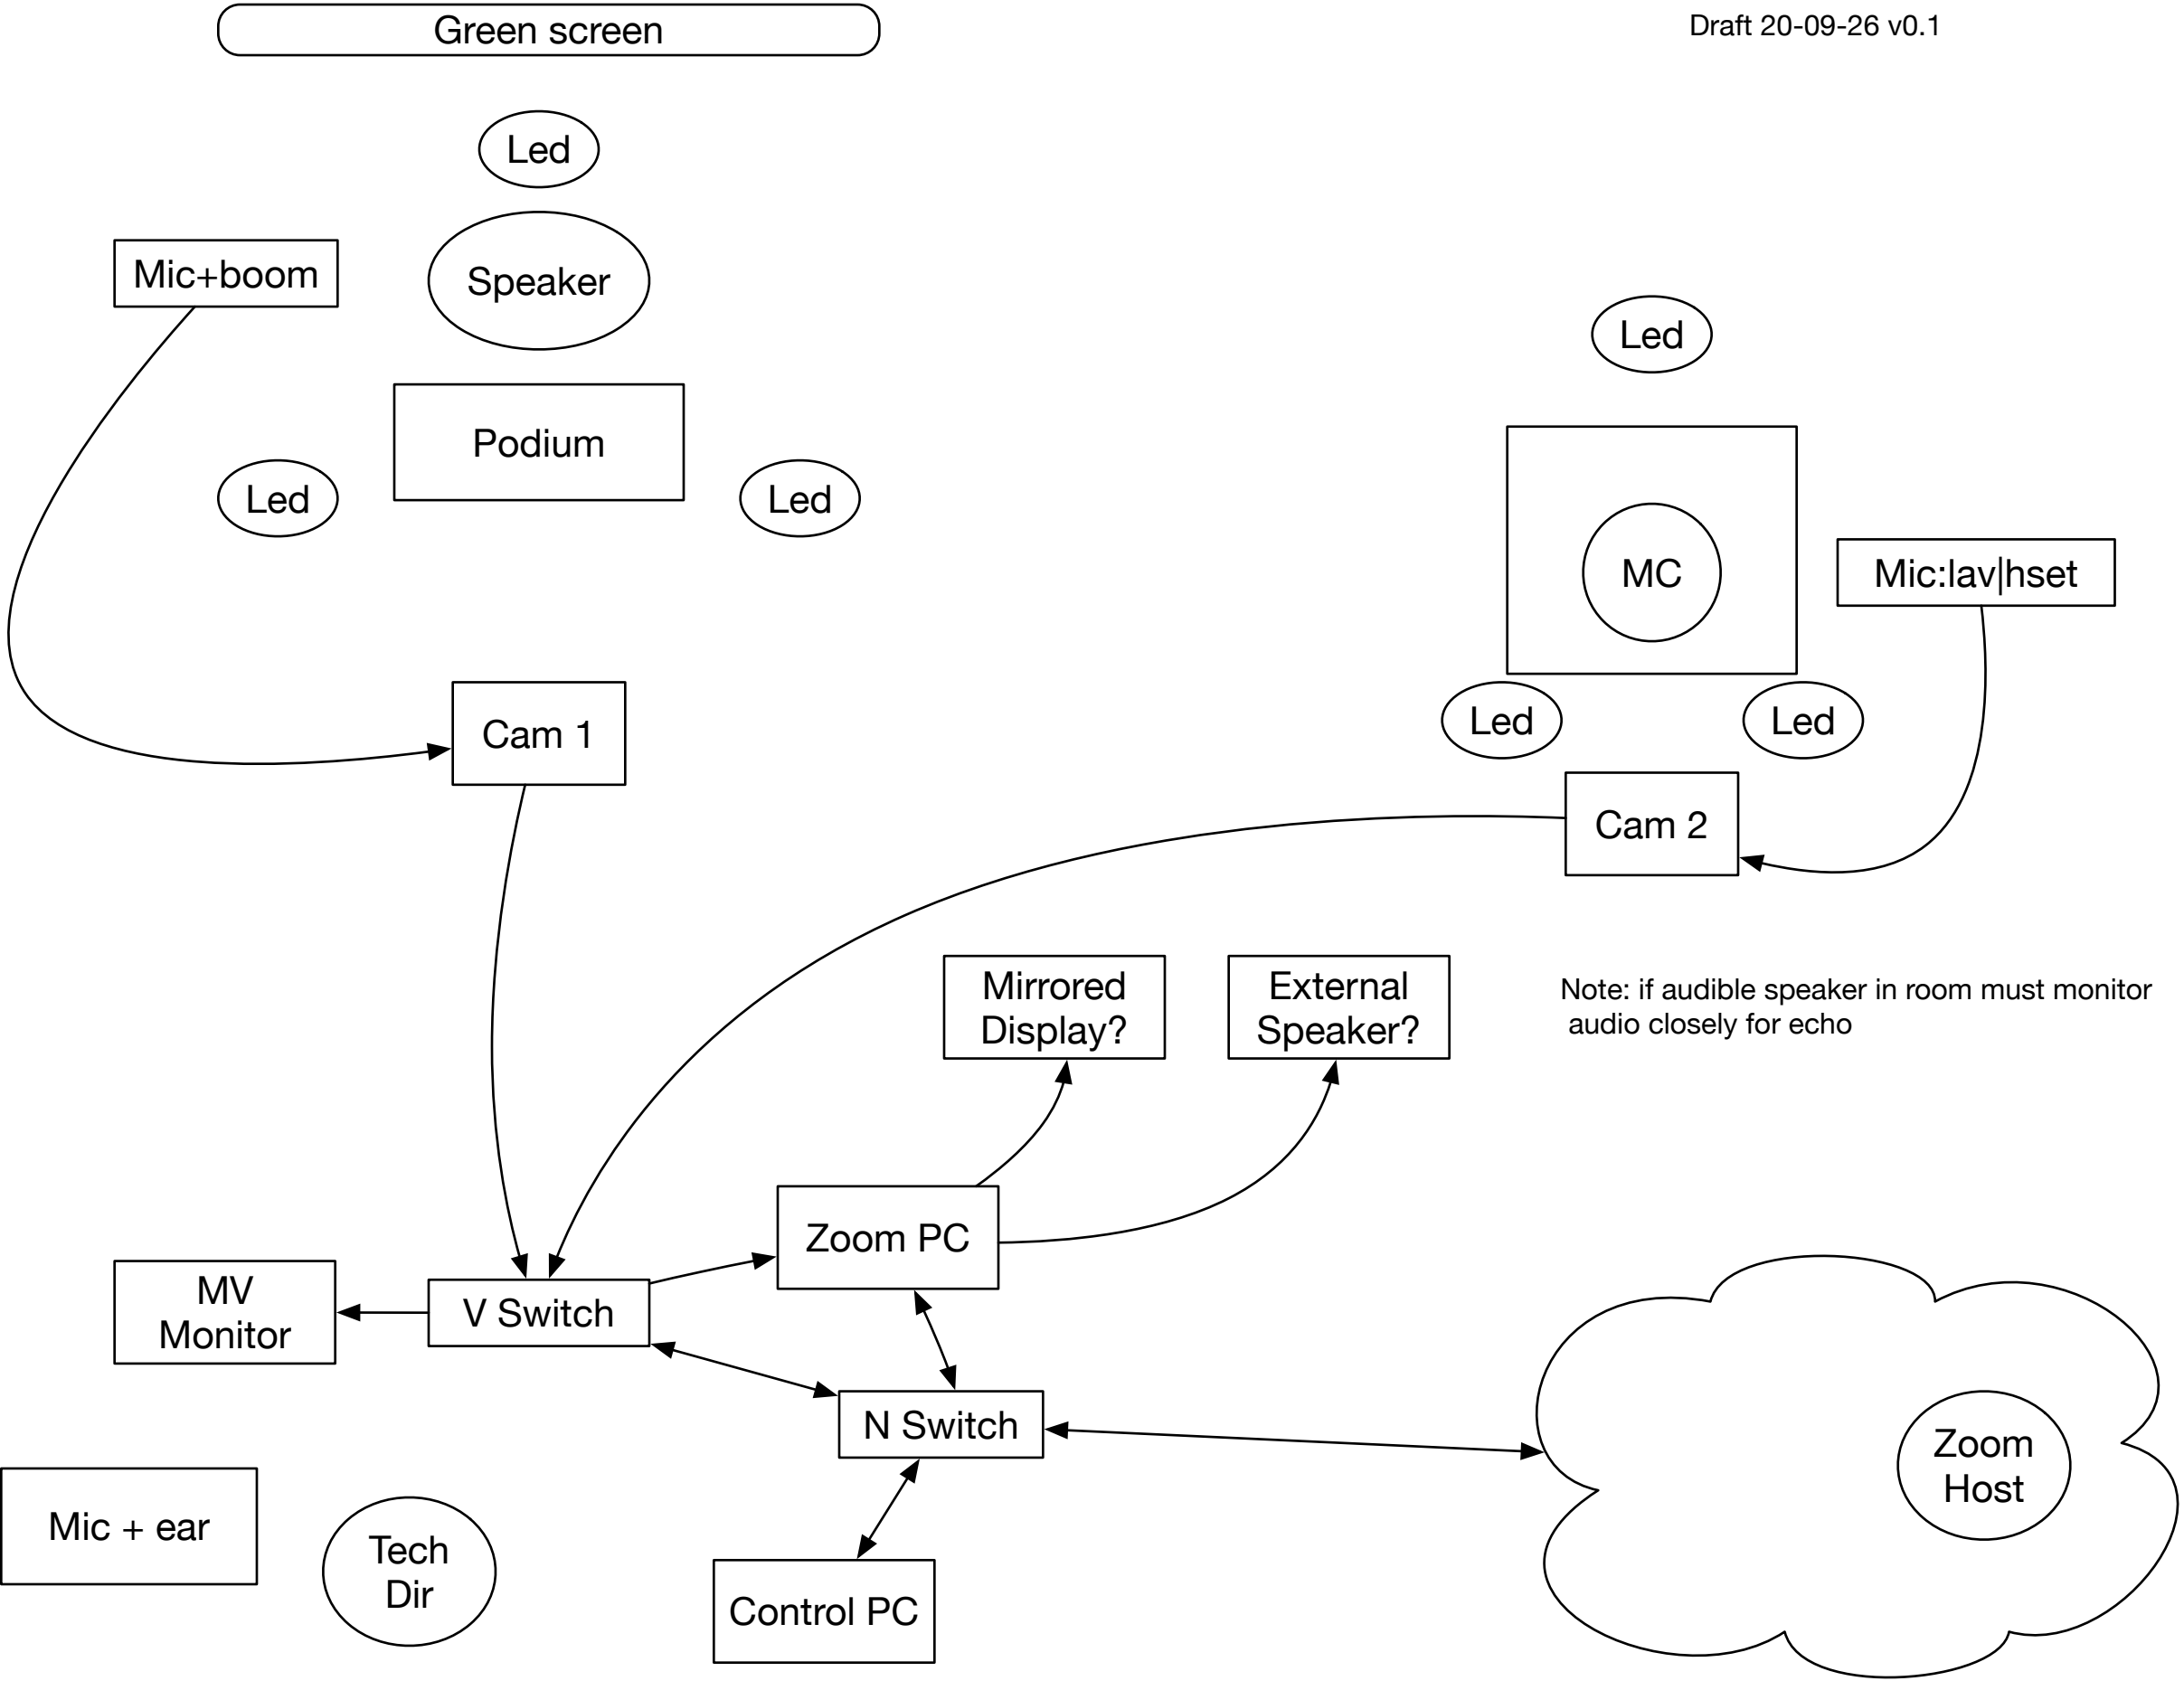 Green screen
Draft 20-09-26 v0.1
Led
Mic+boom
Speaker
Led
Podium
Led
Led
MC
Mic:lav|hset
Cam 1
Led
Led
Cam 2
Mirrored
Display?
External
Speaker?
Note: if audible speaker in room must monitor
audio closely for echo
Zoom PC
MV
Monitor
V Switch
N Switch
Zoom
Host
Mic + ear
Tech
Dir
Control PC